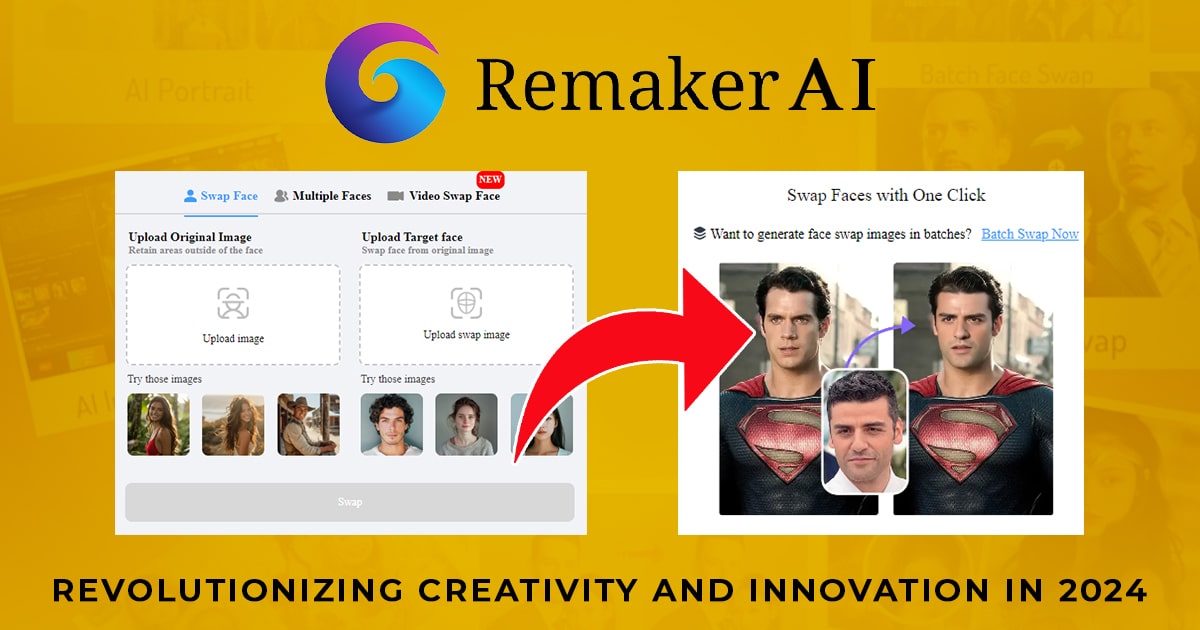 Remaker AI
AI Portrait
Batch Face Swap
Swap Face
Multiple Faces
Video Swap Face
NEW
Upload Original Image
Retain areas outside of the face
Upload Target face
Swap face from original image
Upload image
Upload swap image
Try those images
Try those images
Swap
Swap Faces with One Click
Want to generate face swap images in batches? Batch Swap Now
REVOLUTIONIZING CREATIVITY AND INNOVATION IN 2024